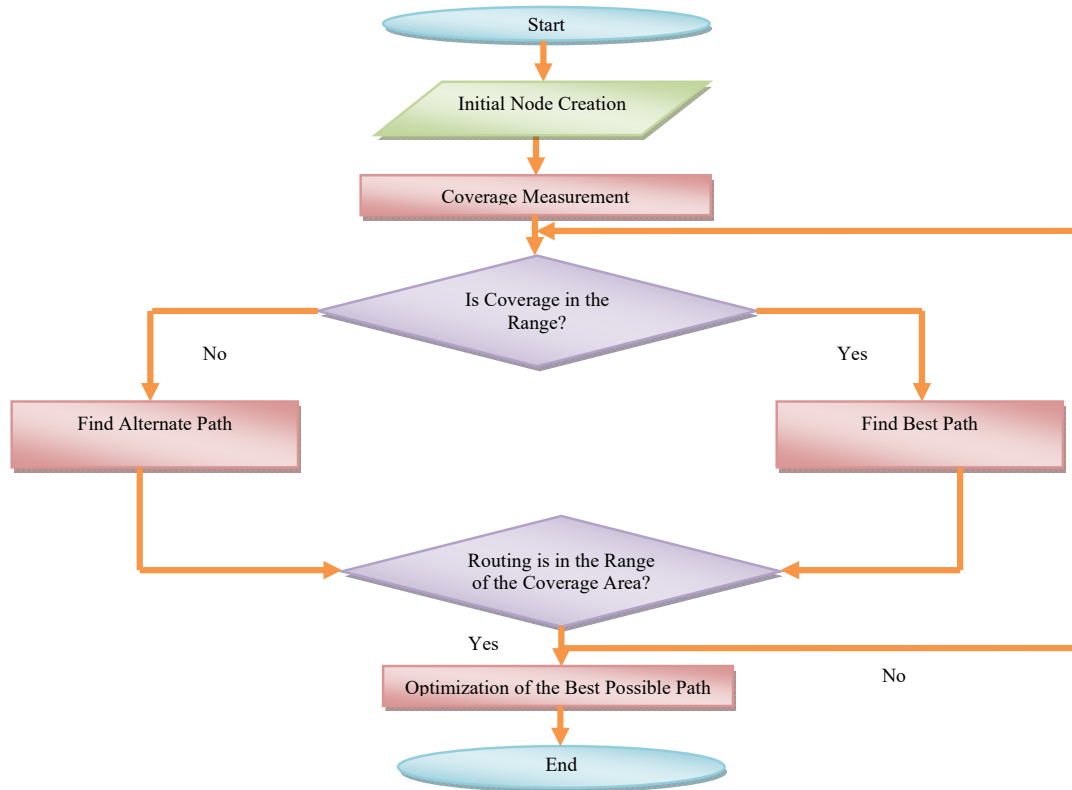 Start
Initial Node Creation
Coverage Measurement
Is Coverage in the
Range?
No
Yes
Find Alternate Path
Find Best Path
Routing is in the Range
of the Coverage Area?
Yes
No
Optimization of the Best Possible Path
End